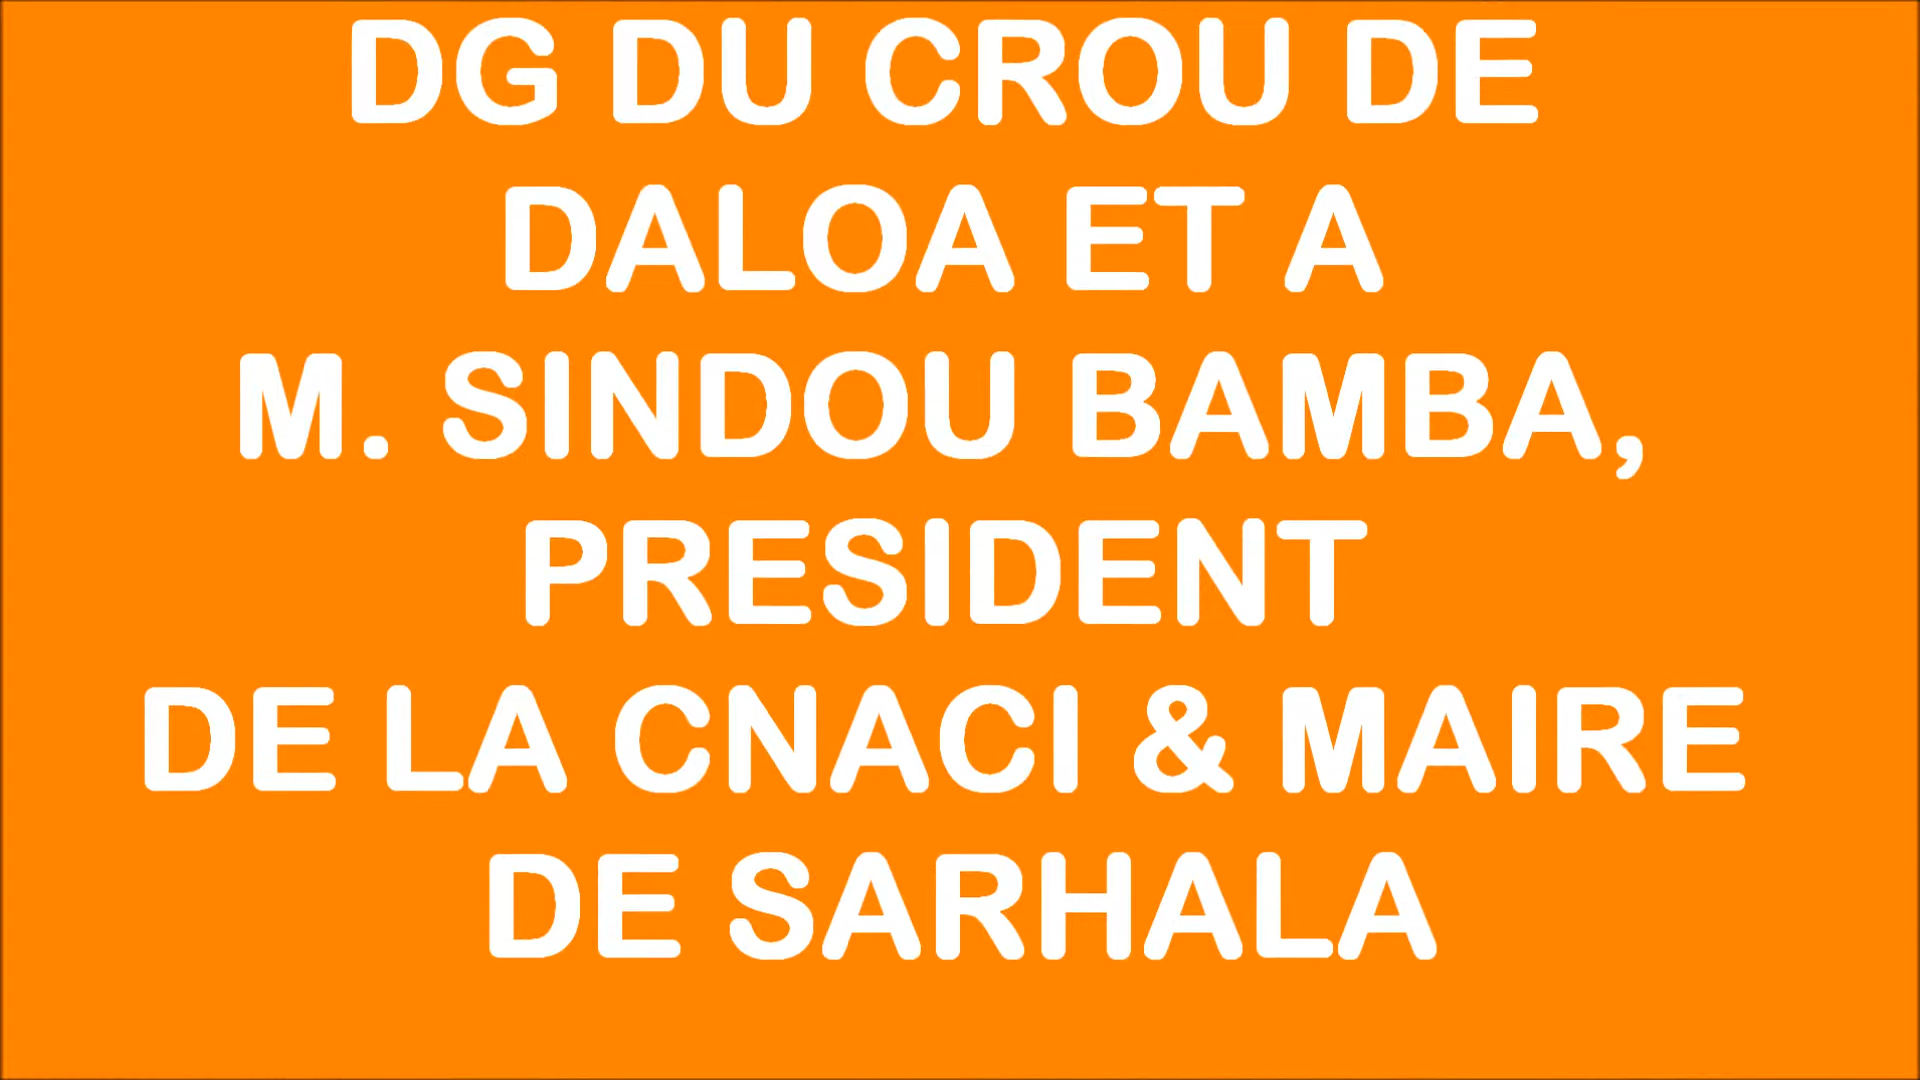 DG DU CROU DE
DALOA ET A
M. SINDOU BAMBA,
PRESIDENT
DE LA CNACI & MAIRE
DE SARHALA